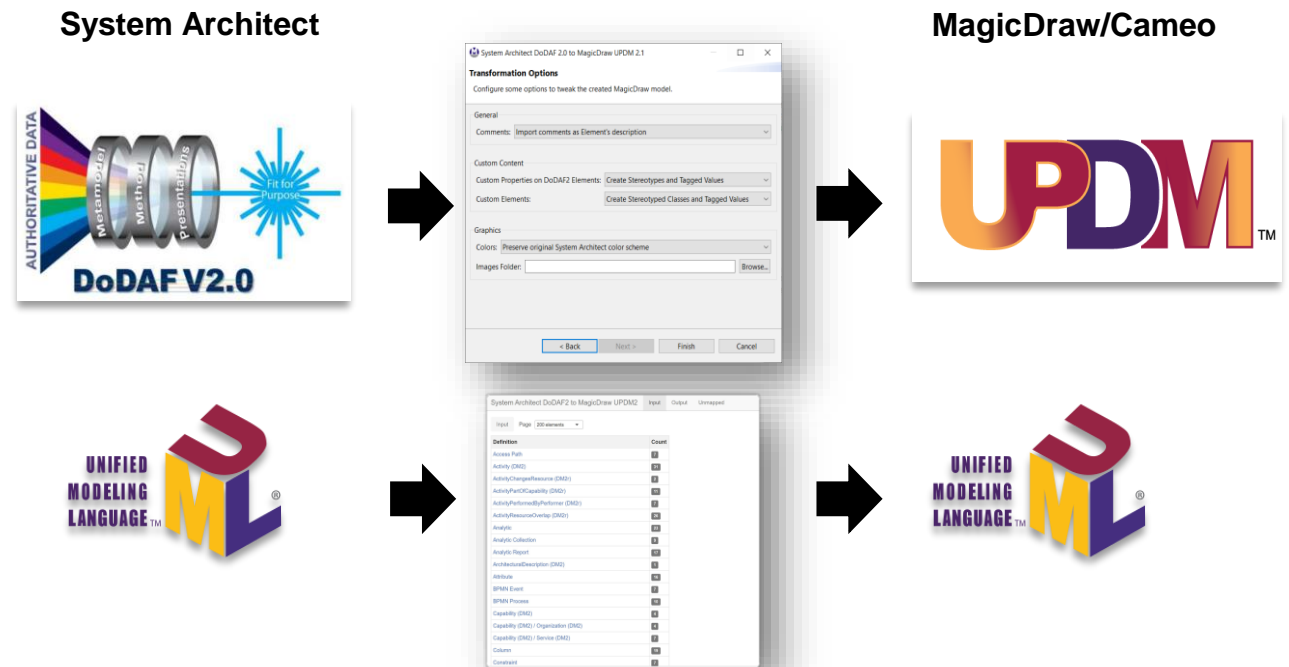 System Architect
MagicDraw/Cameo
AUTHORITATIVE DATA
Metamodel
Method
Presentations
Fit for
Purpose
DoDAF V2.0
System Architect DoDAF 2.0 to MagicDraw UPDM 2.1
Transformation Options
Configure some options to tweak the created MagicDraw model.
General
Comments: Import comments as Element's description
Custom Content
Custom Properties on DoDAF2 Elements: Create Stereotypes and Tagged Values
Custom Elements: Create Stereotyped Classes and Tagged Values
Graphics
Colors: Preserve original System Architect color scheme
Images Folder: Browse...
< Back Next > Finish Cancel
UPDM TM
UNIFIED
MODELING
LANGUAGE TM
UML ®
System Architect DoDAF2 to MagicDraw UPDM2 Input Output Unmapped
Input Page 200 elements
Definition Count
Access Path
Activity (DM2)
ActivityChangesResource (DM2r)
ActivityPartOfCapability (DM2r)
ActivityPerformedByPerformer (DM2r)
ActivityResourceOverlap (DM2r)
Analytic
Analytic Collection
Analytic Report
ArchitecturalDescription (DM2)
Attribute
BPMN Event
BPMN Process
Capability (DM2)
Capability (DM2) / Organization (DM2)
Capability (DM2) / Service (DM2)
Column
Constraint
UNIFIED
MODELING
LANGUAGE TM
UML ®